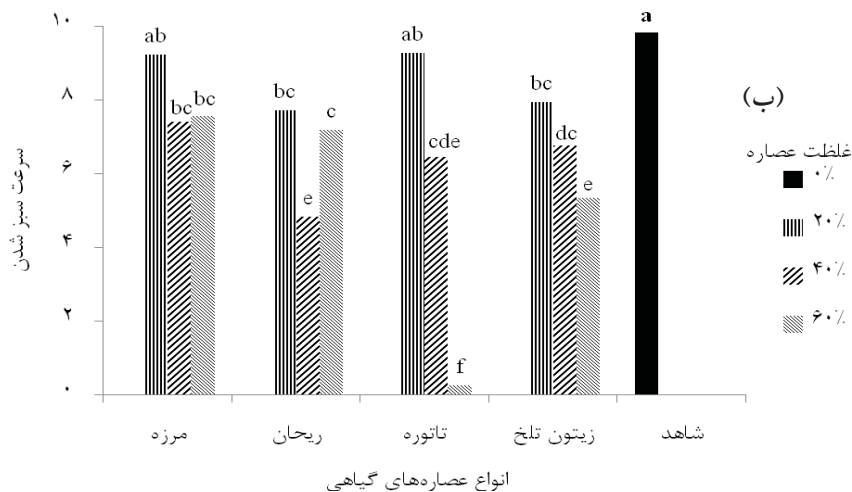 ۱۰
۸
۶
۴
۲
۰
سرعت سبز شدن
ab
bc
bc
bc
e
c
ab
cde
f
bc
dc
e
a
مرزه
ریحان
تاتوره
زیتون تلخ
شاهد
انواع عصاره‌های گیاهی
(ب)
غلظت عصاره
۰٪
۲۰٪
۴۰٪
۶۰٪